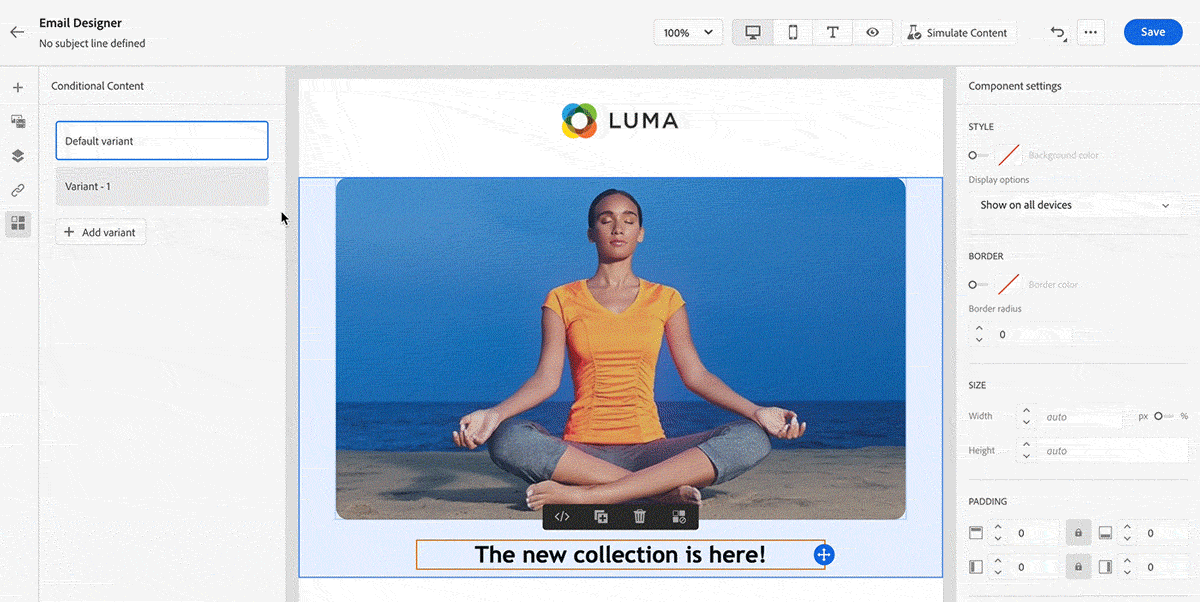 Email Designer
No subject line defined
100%
Simulate Content
Save
Conditional Content
Default variant
Variant - 1
Add variant
LUMA
The new collection is here!
Component settings
STYLE
Background color
Display options
Show on all devices
BORDER
Border color
Border radius
0
SIZE
Width auto px %
Height auto
PADDING
0 0
0 0